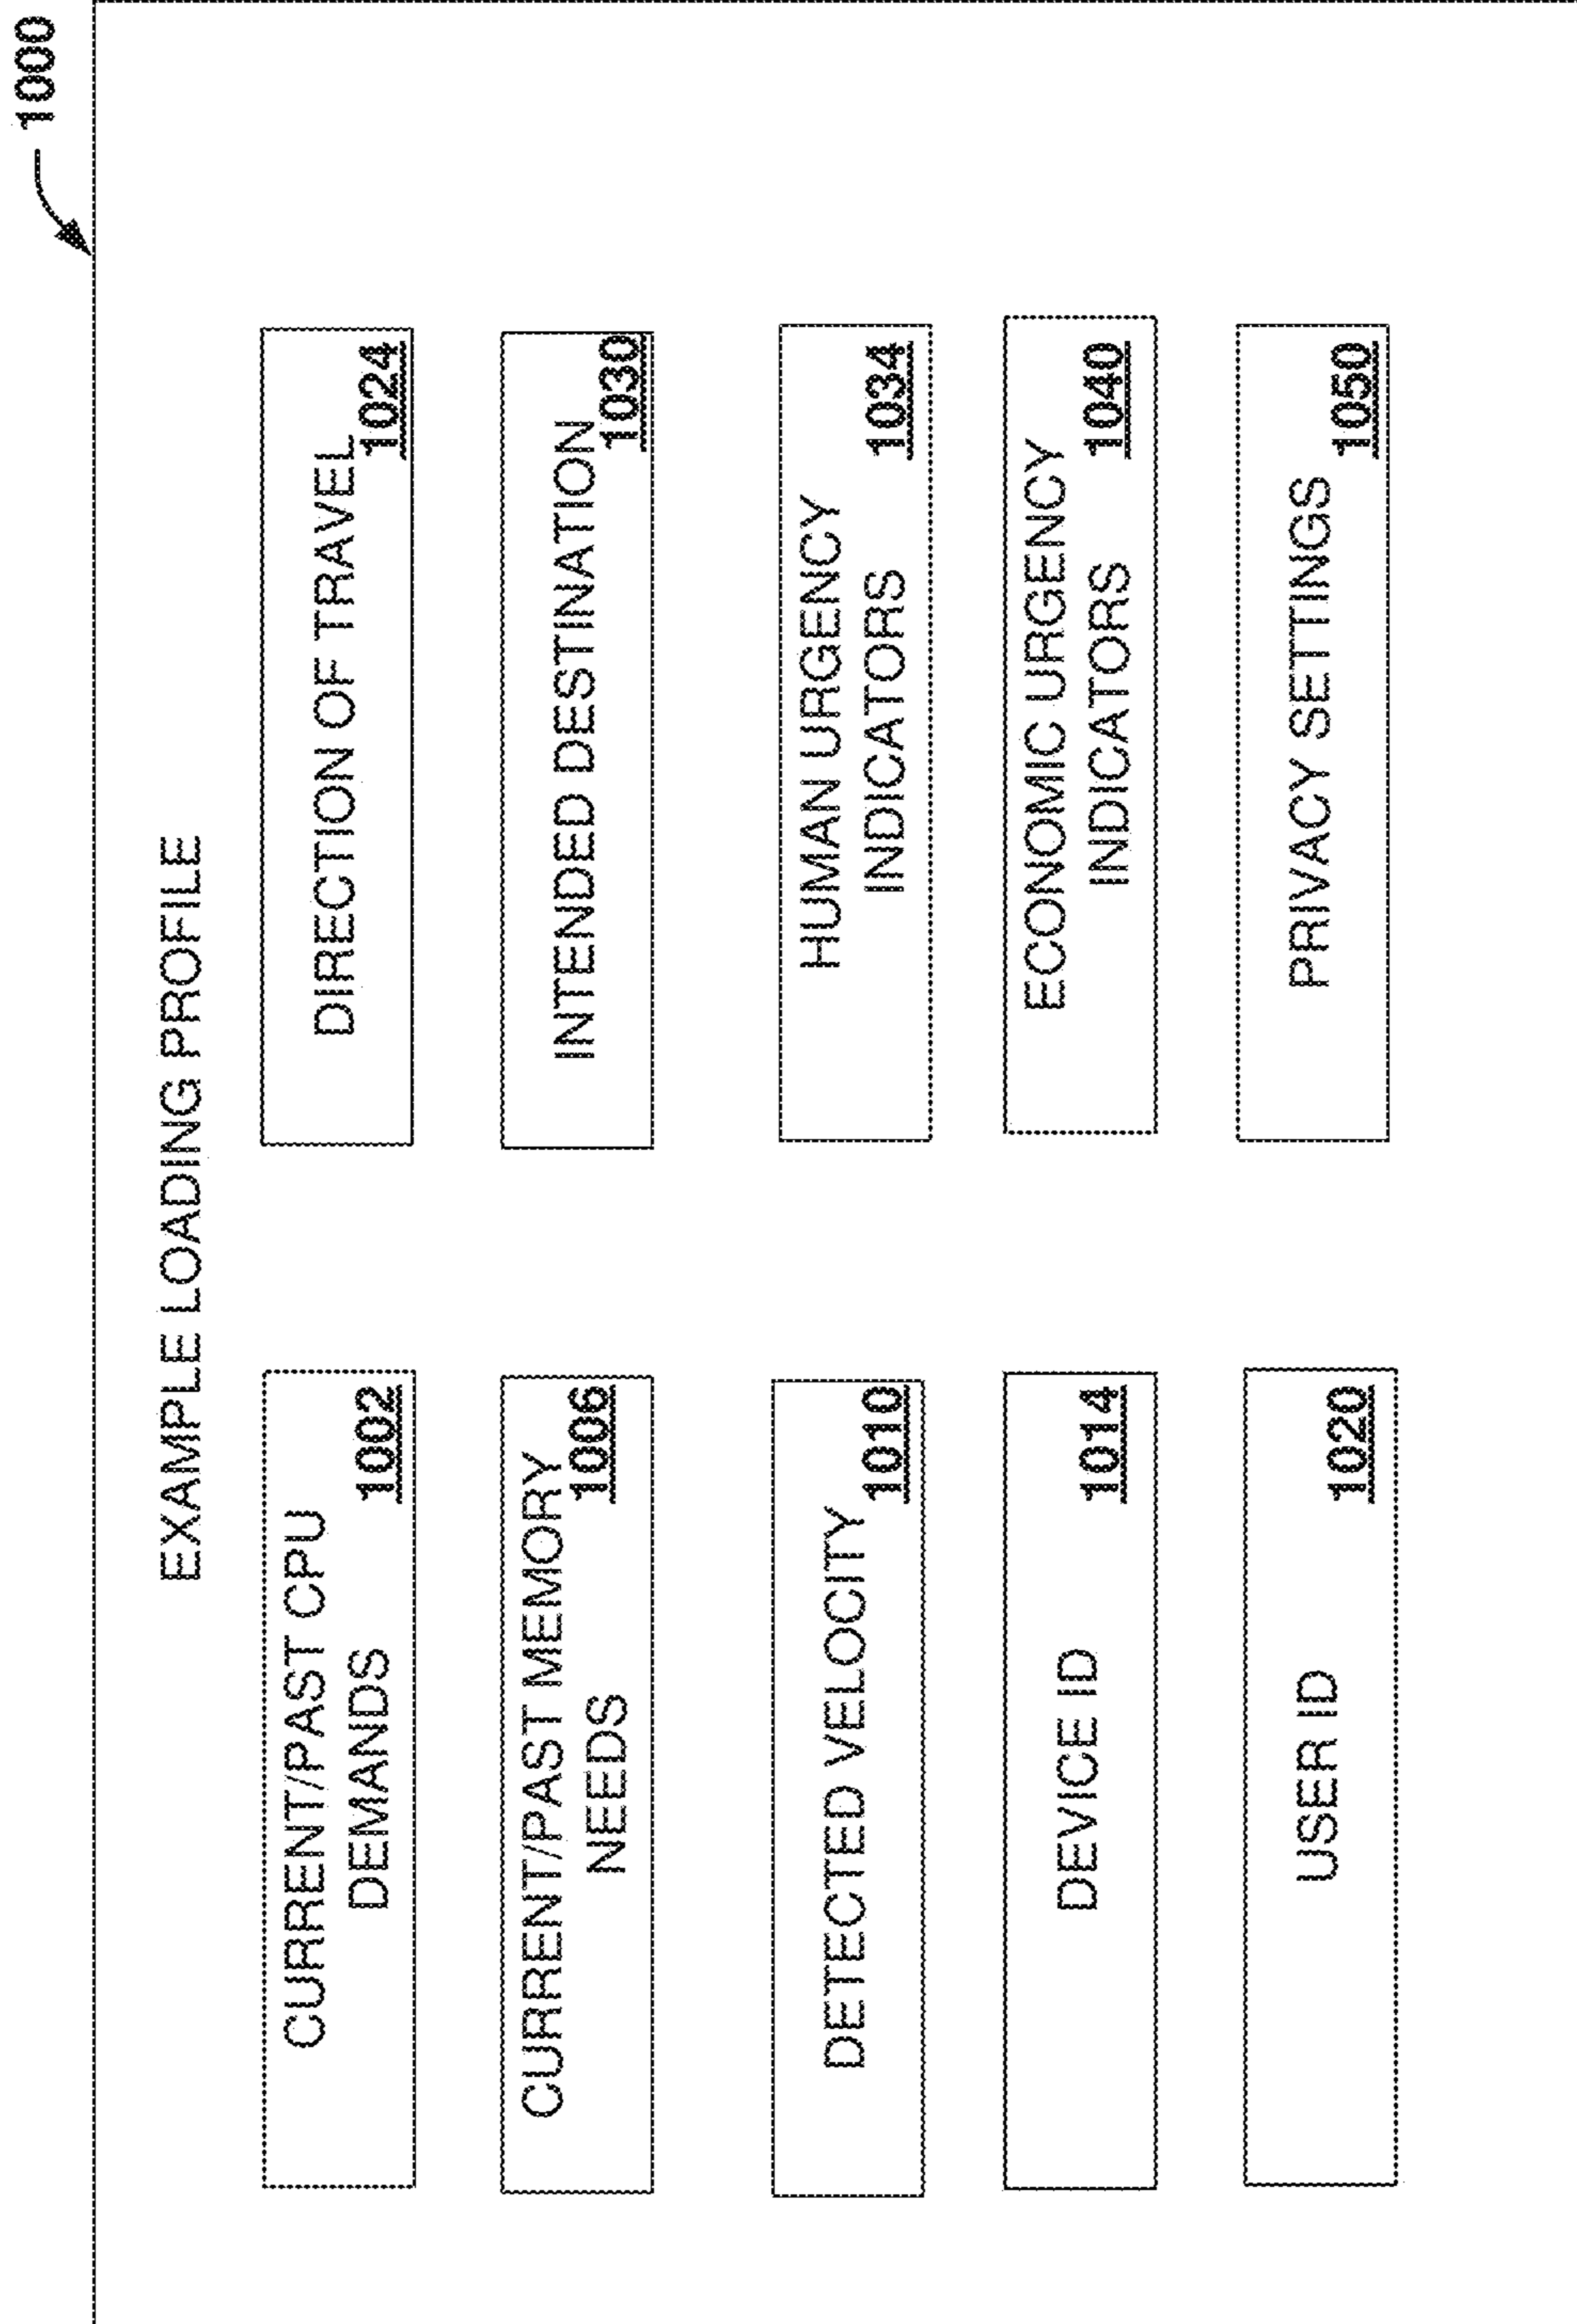 1000
EXAMPLE LOADING PROFILE
CURRENT/PAST CPU
DEMANDS
1002
CURRENT/PAST MEMORY
NEEDS
1006
DETECTED VELOCITY
1010
DEVICE ID
1014
USER ID
1020
DIRECTION OF TRAVEL
1024
INTENDED DESTINATION
1030
HUMAN URGENCY
INDICATORS
1034
ECONOMIC URGENCY
INDICATORS
1040
PRIVACY SETTINGS
1050